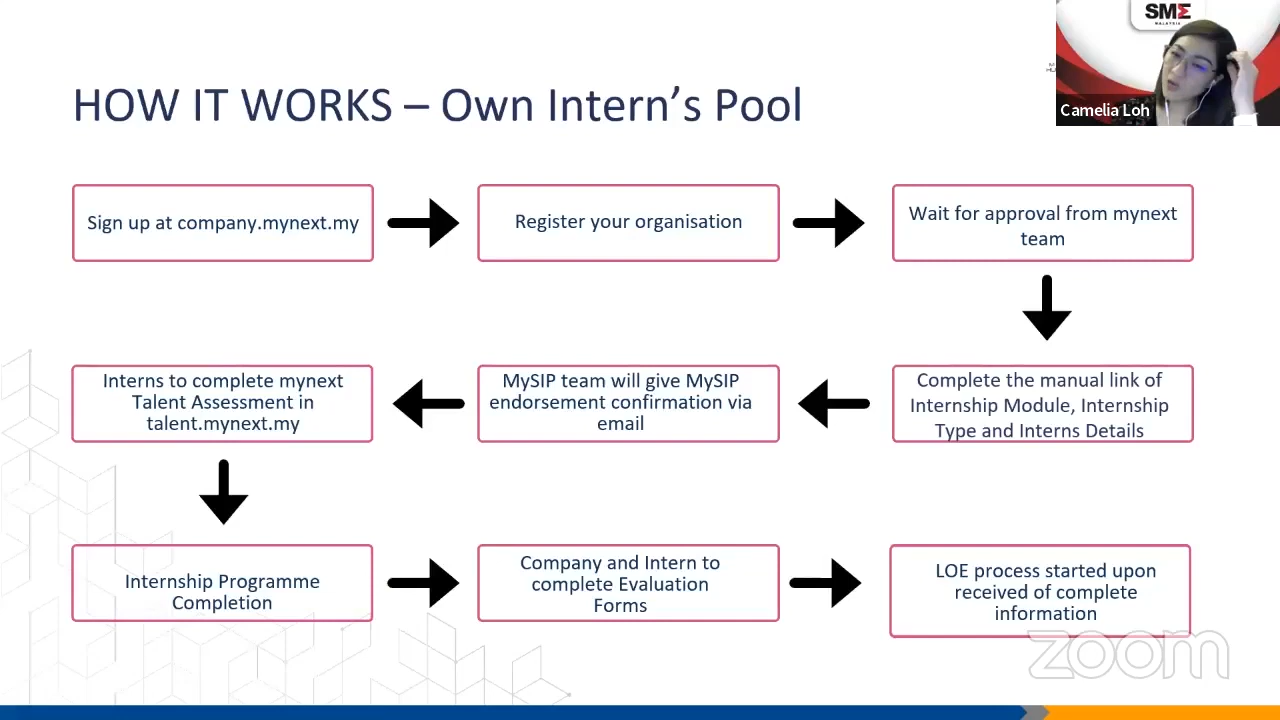 SME
MALAYSIA
Camelia Loh
HOW IT WORKS – Own Intern's Pool
Sign up at company.mynext.my
Register your organisation
Wait for approval from mynext
team
Complete the manual link of
Internship Module, Internship
Type and Interns Details
MySIP team will give MySIP
endorsement confirmation via
email
Interns to complete mynext
Talent Assessment in
talent.mynext.my
Internship Programme
Completion
Company and Intern to
complete Evaluation
Forms
LOE process started upon
received of complete
information
zoom